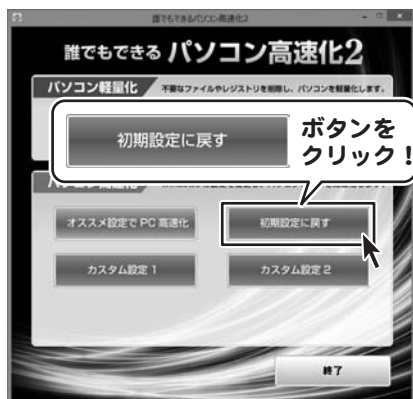 誰でもできるパソコン高速化2
誰でもできる パソコン高速化2
パソコン軽量化
不要なファイルやレジストリを削除し、パソコンを軽量化します。
初期設定に戻す
ボタンを
クリック!
オススメ設定で PC 高速化
初期設定に戻す
カスタム設定 1
カスタム設定 2
終了